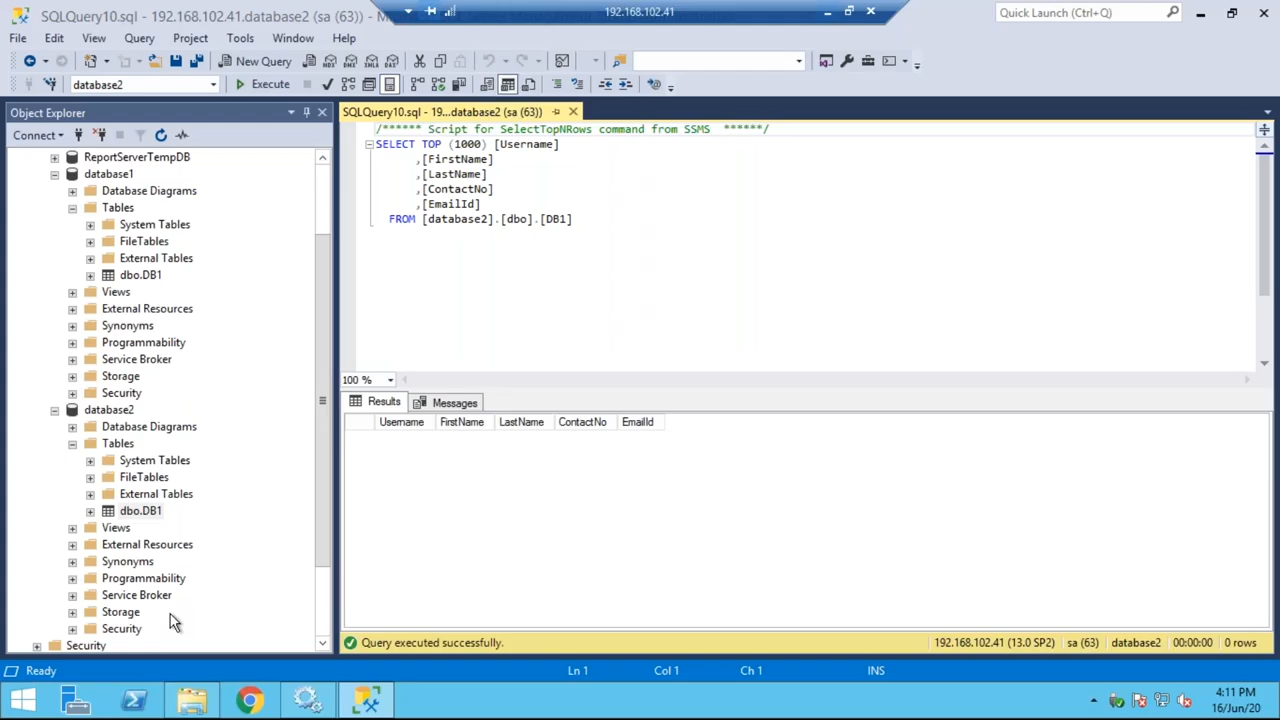 SQLQuery10.sql - 192.168.102.41.database2 (sa (63)) - M
192.168.102.41
Quick Launch (Ctrl+Q)
File Edit View Query Project Tools Window Help
New Query
database2
Execute
Object Explorer
Connect
ReportServerTempDB
database1
Database Diagrams
Tables
System Tables
FileTables
External Tables
dbo.DB1
Views
External Resources
Synonyms
Programmability
Service Broker
Storage
Security
database2
Database Diagrams
Tables
System Tables
FileTables
External Tables
dbo.DB1
Views
External Resources
Synonyms
Programmability
Service Broker
Storage
Security
Security
SQLQuery10.sql - 19...database2 (sa (63))
/****** Script for SelectTopNRows command from SSMS ******/
SELECT TOP (1000) [Username]
,[FirstName]
,[LastName]
,[ContactNo]
,[EmailId]
FROM [database2].[dbo].[DB1]
100 %
Results Messages
Username FirstName LastName ContactNo EmailId
Query executed successfully.
192.168.102.41 (13.0 SP2) sa (63) database2 00:00:00 0 rows
Ready Ln 1 Col 1 Ch 1 INS
4:11 PM
16/Jun/20